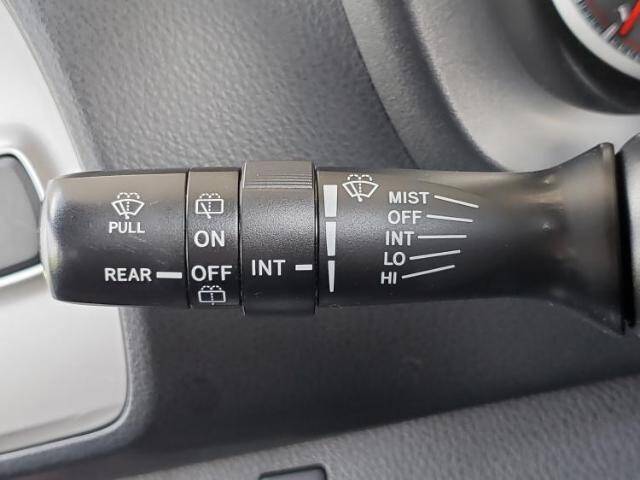 PULL
REAR
ON
OFF
INT
MIST
OFF
INT
LO
HI